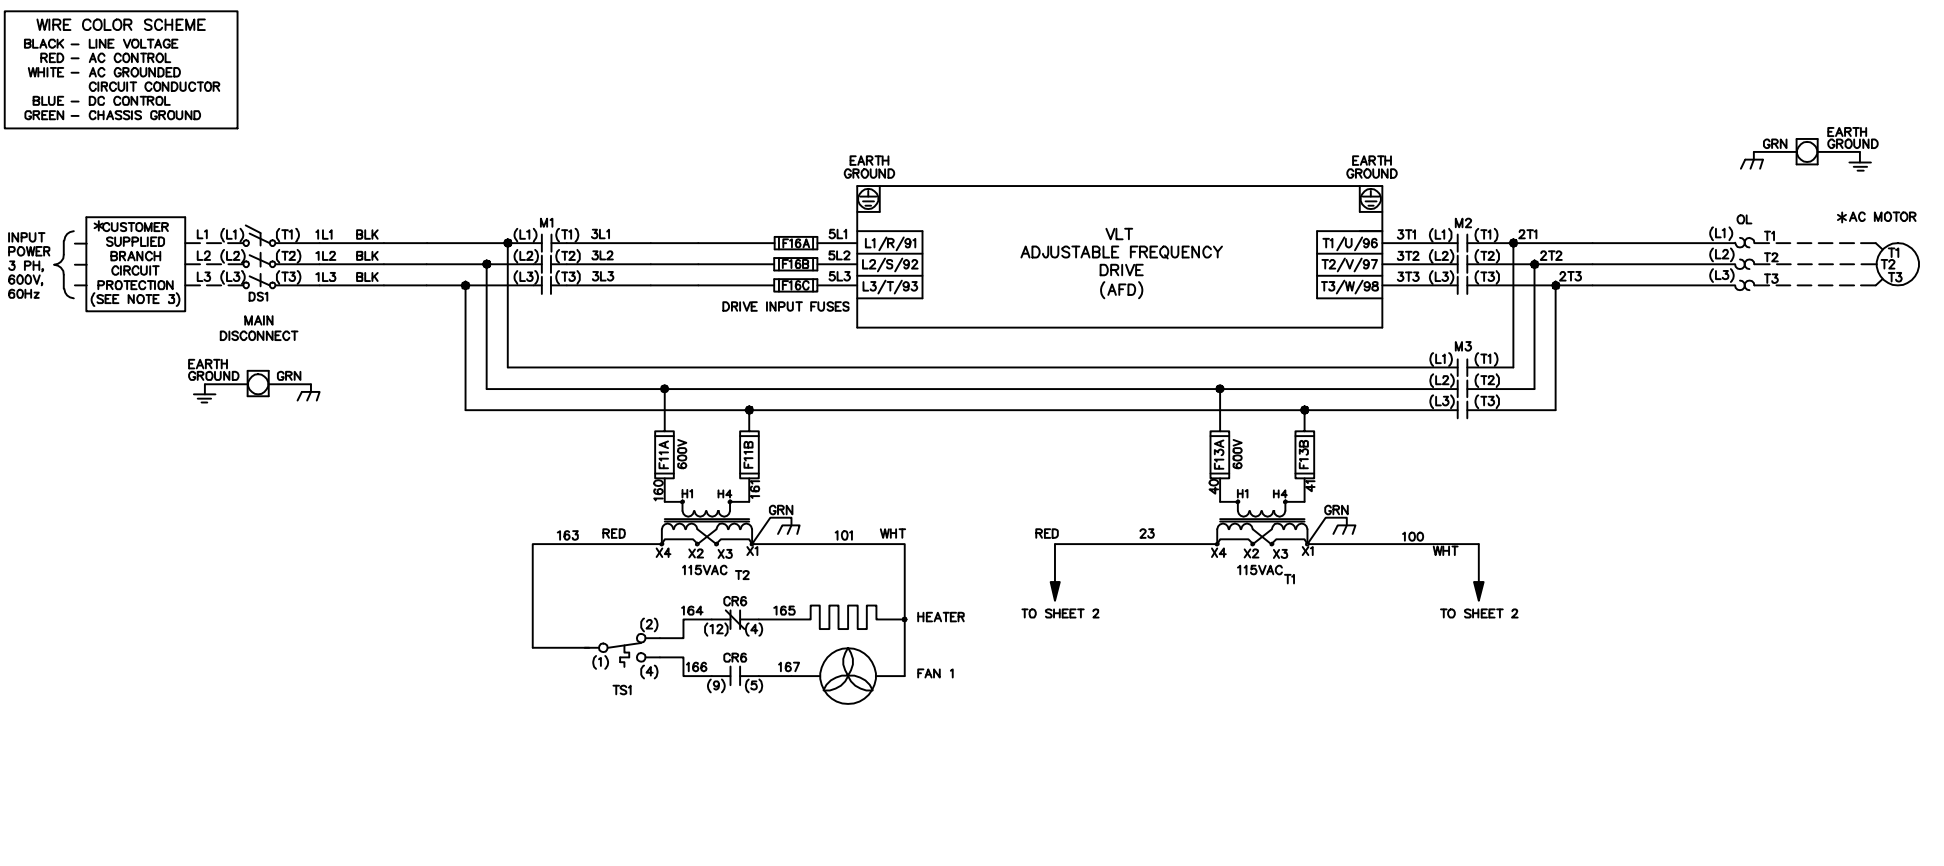 WIRE COLOR SCHEME
BLACK – LINE VOLTAGE
RED – AC CONTROL
WHITE – AC GROUNDED
CIRCUIT CONDUCTOR
BLUE – DC CONTROL
GREEN – CHASSIS GROUND
INPUT
POWER
3 PH,
600V,
60Hz
*CUSTOMER
SUPPLIED
BRANCH
CIRCUIT
PROTECTION
(SEE NOTE 3)
L1 (L1) (T1) 1L1 BLK
L2 (L2) (T2) 1L2 BLK
L3 (L3) (T3) 1L3 BLK
DS1
MAIN
DISCONNECT
EARTH
GROUND
GRN
M1
(L1) (T1) 3L1
(L2) (T2) 3L2
(L3) (T3) 3L3
F16A
F16B
F16C
5L1
5L2
5L3
DRIVE INPUT FUSES
EARTH
GROUND
L1/R/91
L2/S/92
L3/T/93
VLT
ADJUSTABLE FREQUENCY
DRIVE
(AFD)
EARTH
GROUND
T1/U/96
T2/V/97
T3/W/98
M2
3T1 (L1) (T1) 2T1
3T2 (L2) (T2) 2T2
3T3 (L3) (T3) 2T3
M3
(L1) (T1)
(L2) (T2)
(L3) (T3)
GRN
EARTH
GROUND
OL
(L1) T1
(L2) T2
(L3) T3
*AC MOTOR
T1
T2
T3
F11A
600V
F11B
160
H1 H4
161
GRN
163 RED
X4 X2 X3 X1
101 WHT
115VAC T2
164 CR6 165
(12) (4)
HEATER
(2)
(1)
(4)
TS1
166 CR6 167
(9) (5)
FAN 1
F13A
600V
F13B
40
H1 H4
41
GRN
RED 23
X4 X2 X3 X1
100
WHT
115VAC T1
TO SHEET 2
TO SHEET 2